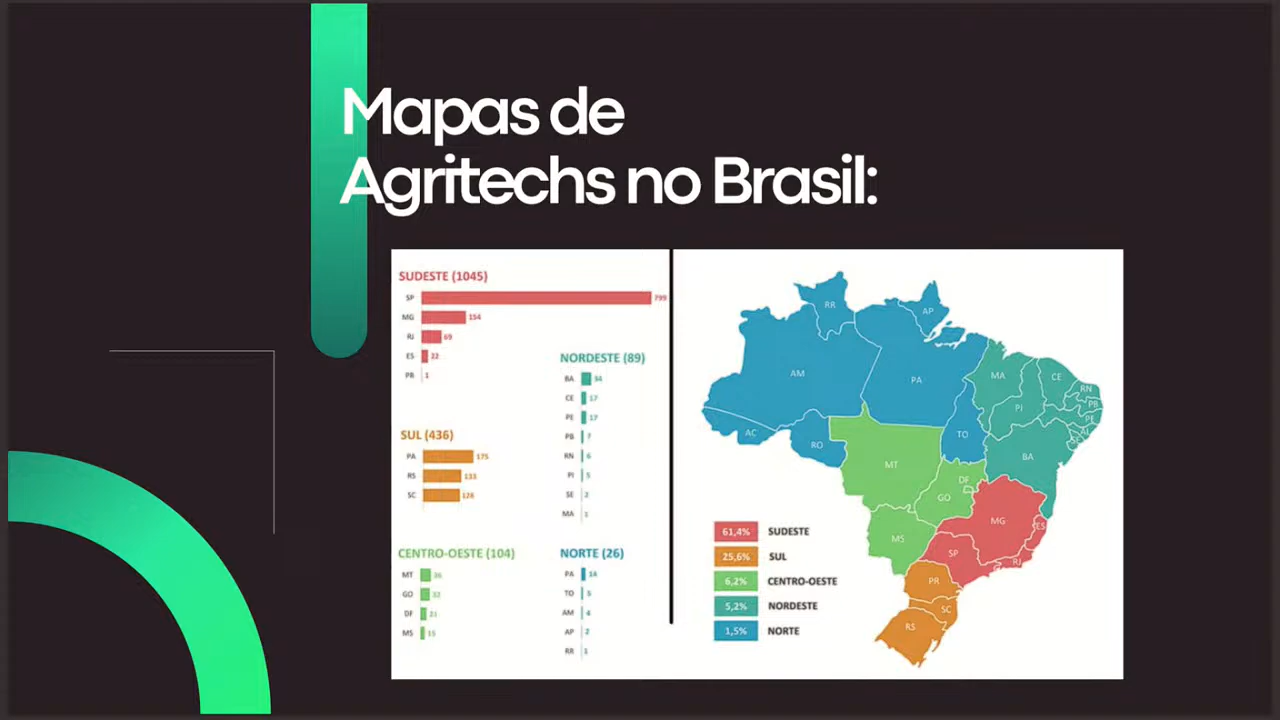 Mapas de
Agritechs no Brasil:
SUDESTE (1045)
SP 799
MG 154
RJ 69
ES 22
PR 1
SUL (436)
PA 175
RS 133
SC 128
CENTRO-OESTE (104)
MT 36
GO 32
DF 21
MS 15
NORDESTE (89)
BA 34
CE 17
PE 17
PB 7
RN 6
PI 5
SE 2
MA 1
NORTE (26)
PA 14
TO 5
AM 4
AP 2
RR 1
RR
AP
AM
PA
MA
CE
RN
PB
PE
AL
SE
PI
AC
RO
TO
BA
MT
DF
GO
MG
ES
MS
SP
RJ
PR
SC
RS
61,4% SUDESTE
25,6% SUL
6,2% CENTRO-OESTE
5,2% NORDESTE
1,5% NORTE